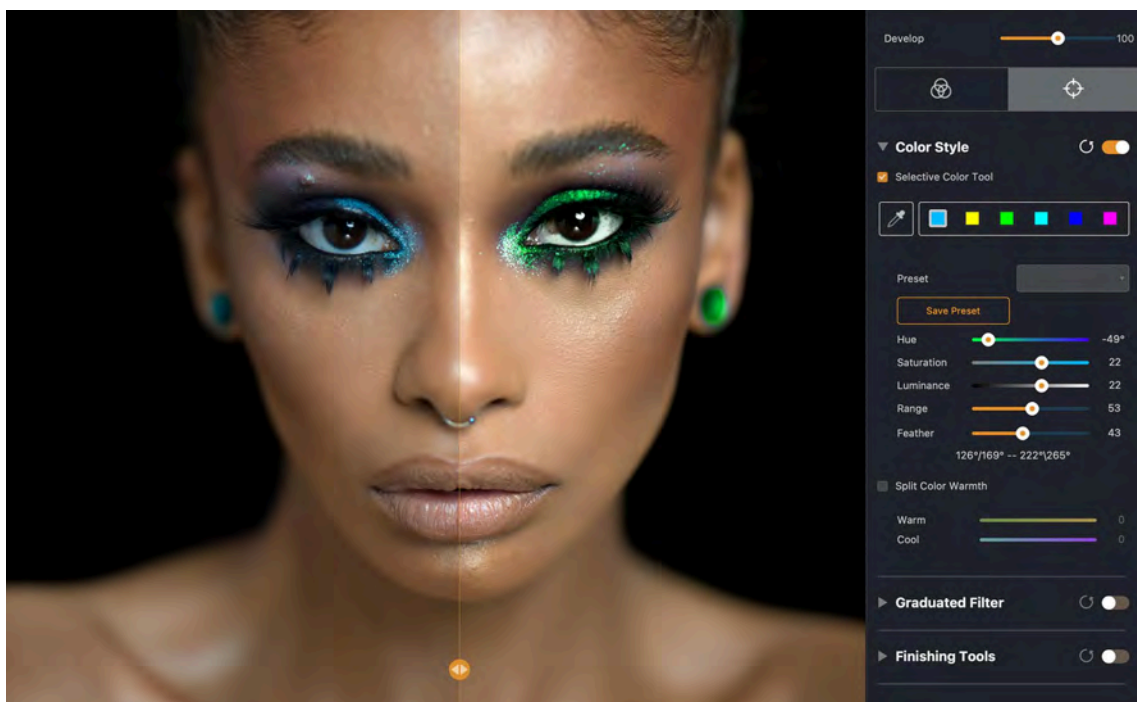 Develop 100
Color Style
Selective Color Tool
Preset
Save Preset
Hue -49°
Saturation 22
Luminance 22
Range 53
Feather 43
126°/169° -- 222°\265°
Split Color Warmth
Warm 0
Cool 0
Graduated Filter
Finishing Tools